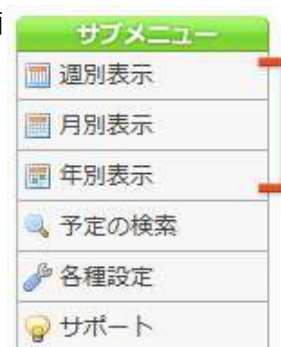 サブメニュー
週別表示
月別表示
年別表示
予定の検索
各種設定
サポート